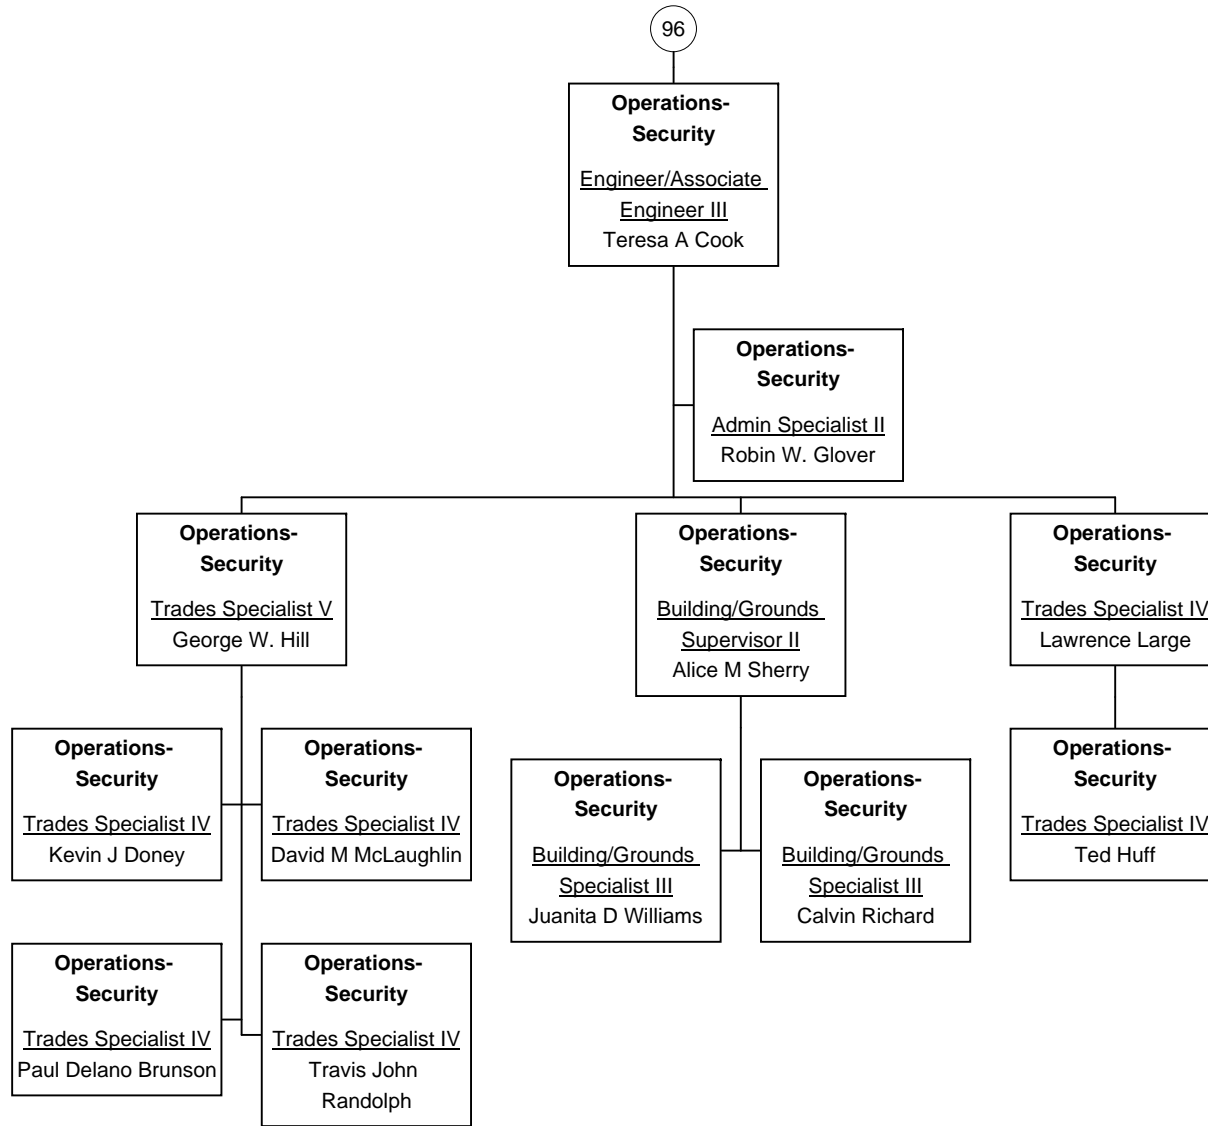 96
Operations-
Security
Engineer/Associate
Engineer III
Teresa A Cook
Operations-
Security
Admin Specialist II
Robin W. Glover
Operations-
Security
Trades Specialist V
George W. Hill
Operations-
Security
Building/Grounds
Supervisor II
Alice M Sherry
Operations-
Security
Trades Specialist IV
Lawrence Large
Operations-
Security
Trades Specialist IV
Kevin J Doney
Operations-
Security
Trades Specialist IV
David M McLaughlin
Operations-
Security
Building/Grounds
Specialist III
Juanita D Williams
Operations-
Security
Building/Grounds
Specialist III
Calvin Richard
Operations-
Security
Trades Specialist IV
Ted Huff
Operations-
Security
Trades Specialist IV
Paul Delano Brunson
Operations-
Security
Trades Specialist IV
Travis John
Randolph